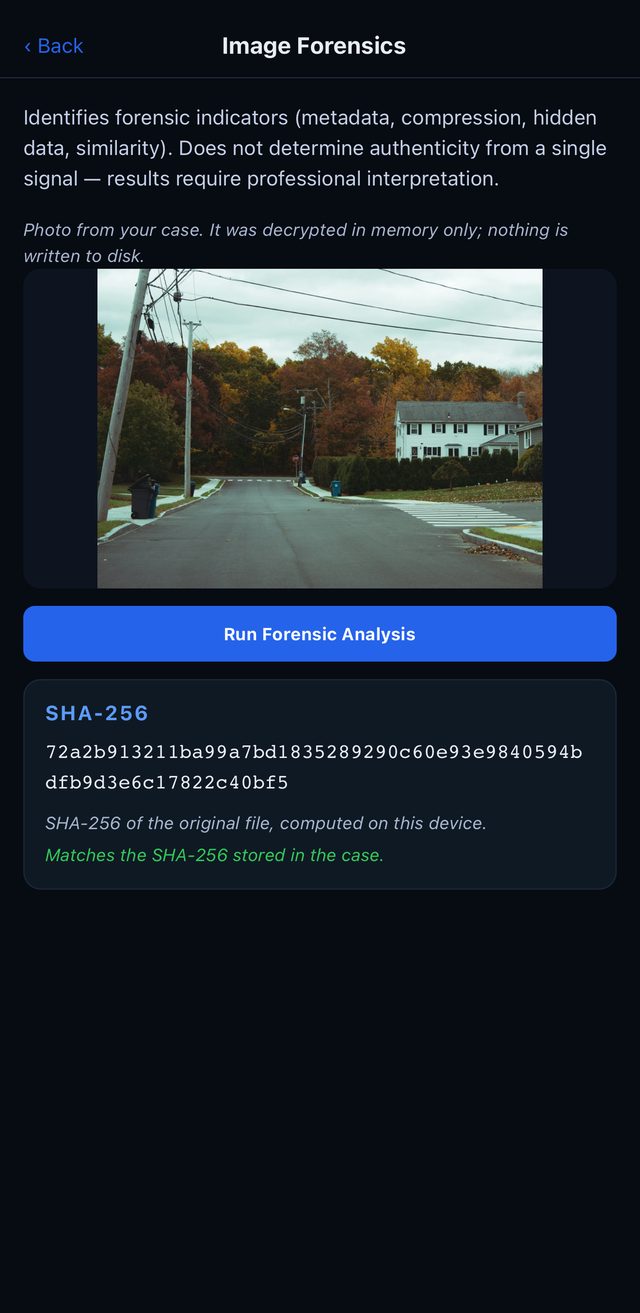 ‹ Back
Image Forensics
Identifies forensic indicators (metadata, compression, hidden
data, similarity). Does not determine authenticity from a single
signal — results require professional interpretation.
Photo from your case. It was decrypted in memory only; nothing is
written to disk.
Run Forensic Analysis
SHA-256
72a2b913211ba99a7bd1835289290c60e93e9840594b
dfb9d3e6c17822c40bf5
SHA-256 of the original file, computed on this device.
Matches the SHA-256 stored in the case.